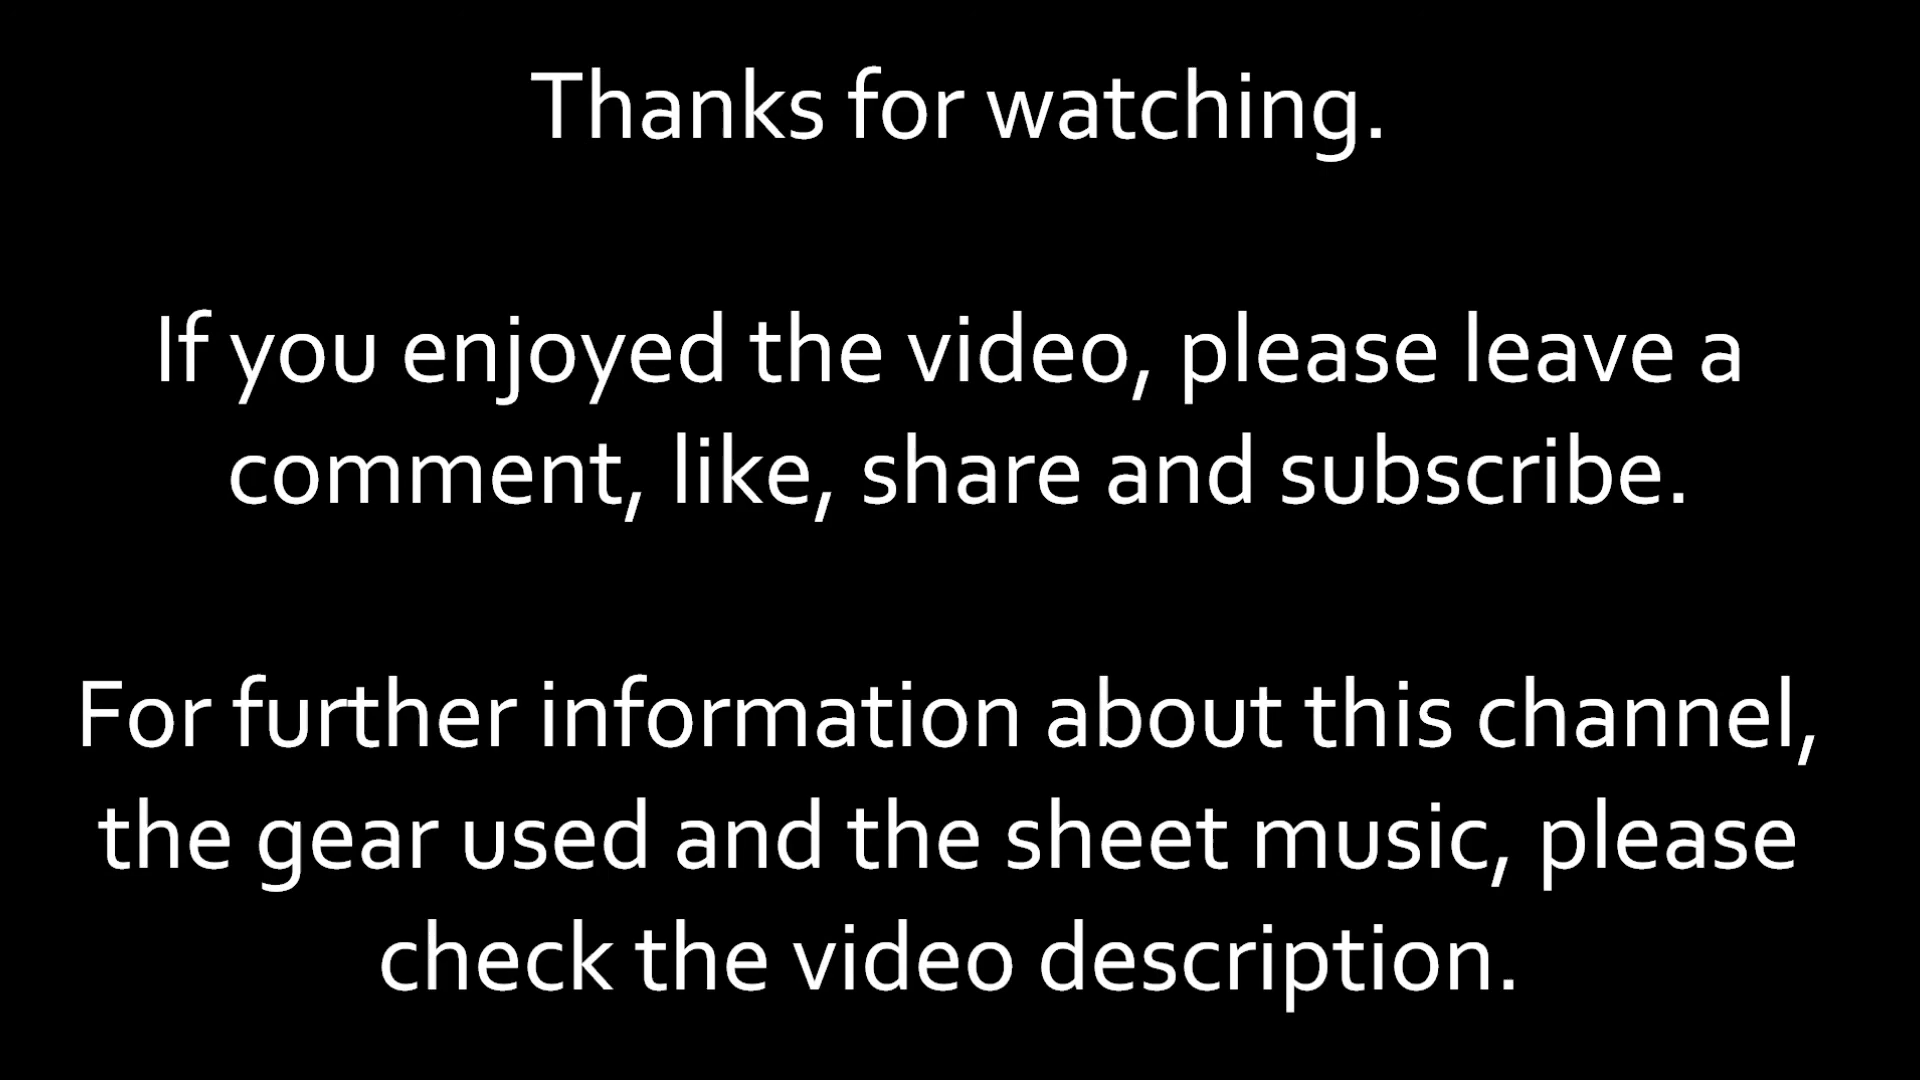 Thanks for watching.
If you enjoyed the video, please leave a
comment, like, share and subscribe.
For further information about this channel,
the gear used and the sheet music, please
check the video description.